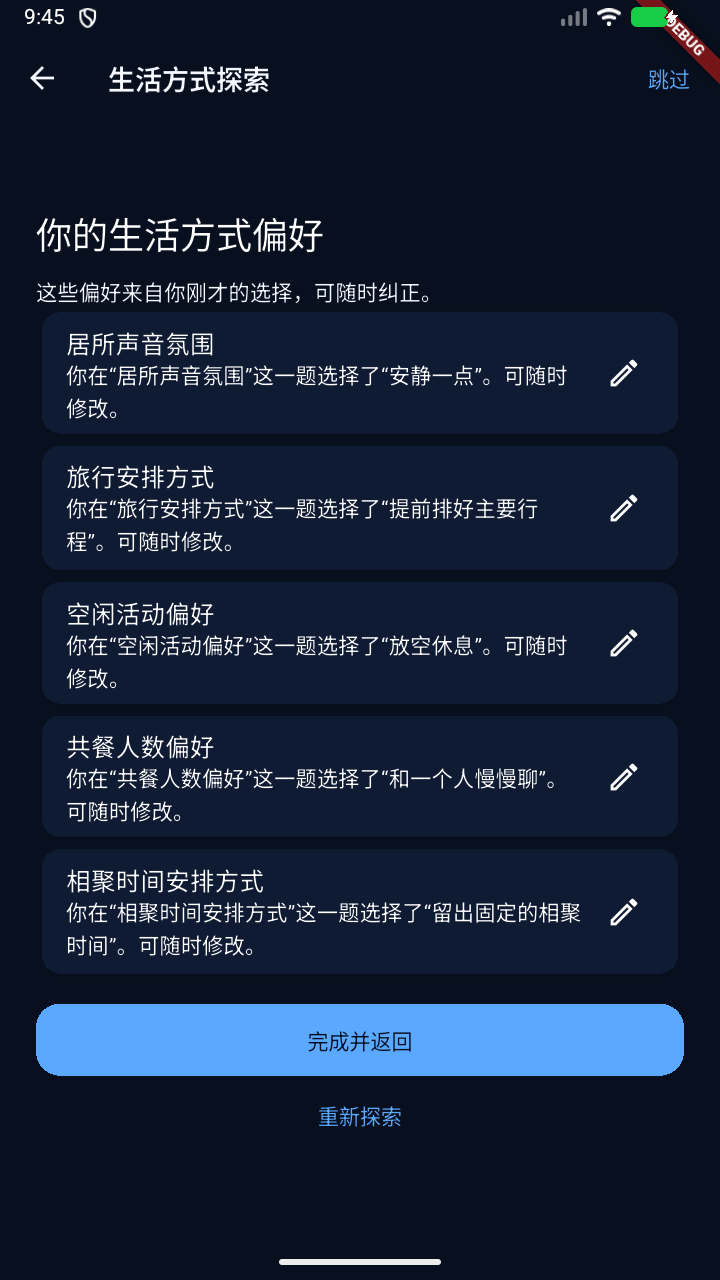 9:45
DEBUG
生活方式探索
跳过
你的生活方式偏好
这些偏好来自你刚才的选择，可随时纠正。
居所声音氛围
你在“居所声音氛围”这一题选择了“安静一点”。可随时
修改。
旅行安排方式
你在“旅行安排方式”这一题选择了“提前排好主要行
程”。可随时修改。
空闲活动偏好
你在“空闲活动偏好”这一题选择了“放空休息”。可随时
修改。
共餐人数偏好
你在“共餐人数偏好”这一题选择了“和一个人慢慢聊”。
可随时修改。
相聚时间安排方式
你在“相聚时间安排方式”这一题选择了“留出固定的相聚
时间”。可随时修改。
完成并返回
重新探索